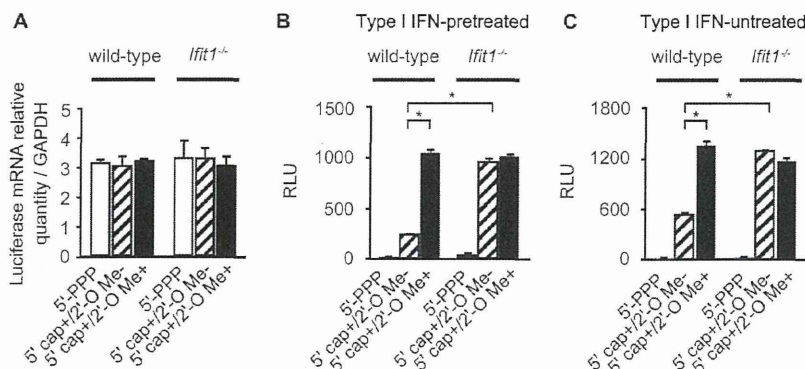 A
wild-type
Ifit1-/-
Luciferase mRNA relative
quantity / GAPDH
5
4
3
2
1
0
5'-PPP
5' cap+/2'-O Me-
5' cap+/2'-O Me+
5'-PPP
5' cap+/2'-O Me-
5' cap+/2'-O Me+
B
Type I IFN-pretreated
wild-type
Ifit1-/-
*
*
RLU
1500
1000
500
0
5'-PPP
5' cap+/2'-O Me-
5' cap+/2'-O Me+
5'-PPP
5' cap+/2'-O Me-
5' cap+/2'-O Me+
C
Type I IFN-untreated
wild-type
Ifit1-/-
*
*
RLU
1800
1200
600
0
5'-PPP
5' cap+/2'-O Me-
5' cap+/2'-O Me+
5'-PPP
5' cap+/2'-O Me-
5' cap+/2'-O Me+